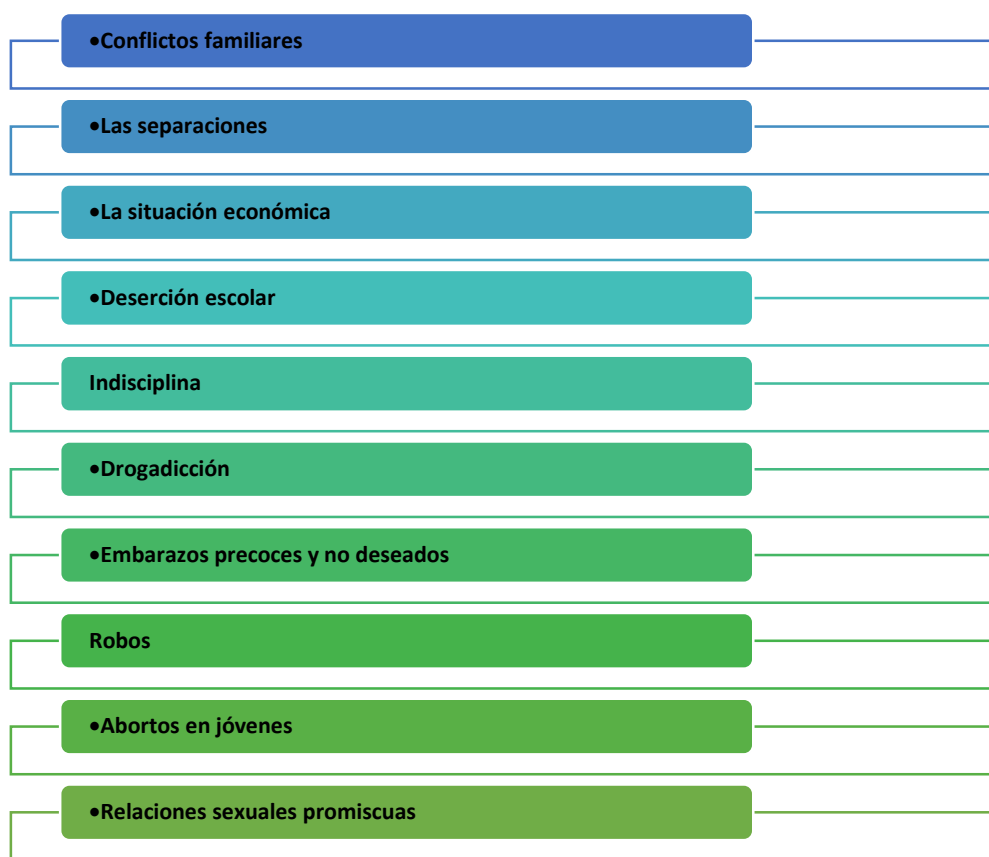 •Conflictos familiares
•Las separaciones
•La situación económica
•Deserción escolar
Indisciplina
•Drogadicción
•Embarazos precoces y no deseados
Robos
•Abortos en jóvenes
•Relaciones sexuales promiscuas